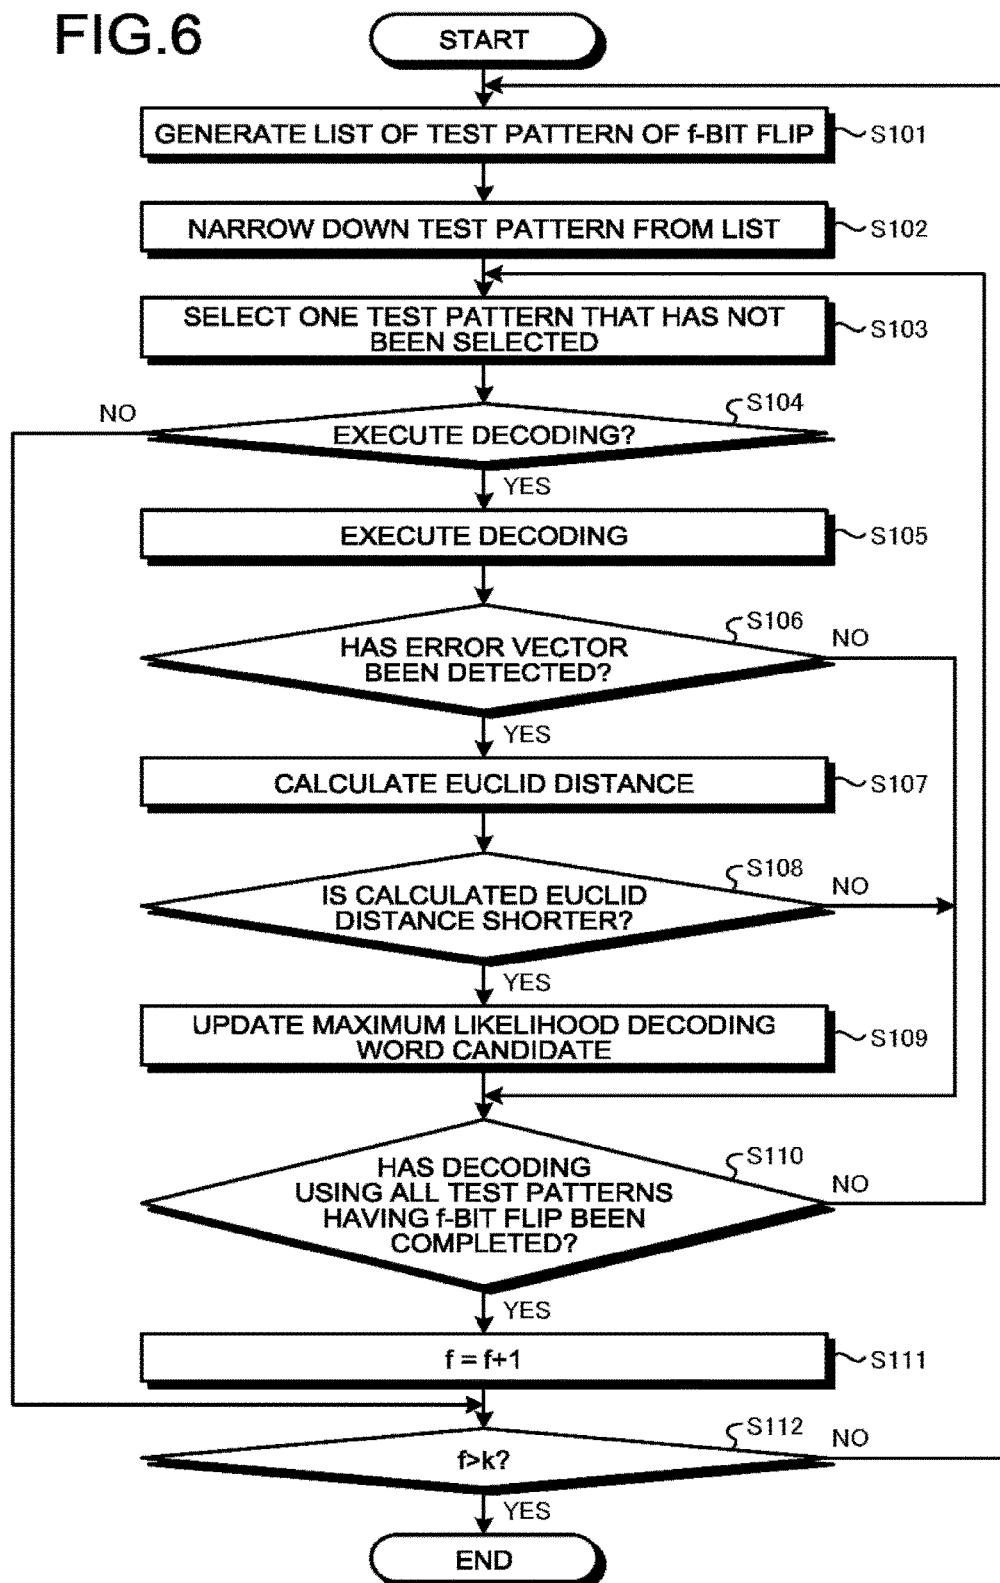 FIG.6
START
GENERATE LIST OF TEST PATTERN OF f-BIT FLIP
S101
NARROW DOWN TEST PATTERN FROM LIST
S102
SELECT ONE TEST PATTERN THAT HAS NOT
BEEN SELECTED
S103
S104
NO
EXECUTE DECODING?
YES
EXECUTE DECODING
S105
S106
HAS ERROR VECTOR
BEEN DETECTED?
NO
YES
CALCULATE EUCLID DISTANCE
S107
S108
IS CALCULATED EUCLID
DISTANCE SHORTER?
NO
YES
UPDATE MAXIMUM LIKELIHOOD DECODING
WORD CANDIDATE
S109
S110
HAS DECODING
USING ALL TEST PATTERNS
HAVING f-BIT FLIP BEEN
COMPLETED?
NO
YES
f = f+1
S111
S112
f>k?
NO
YES
END